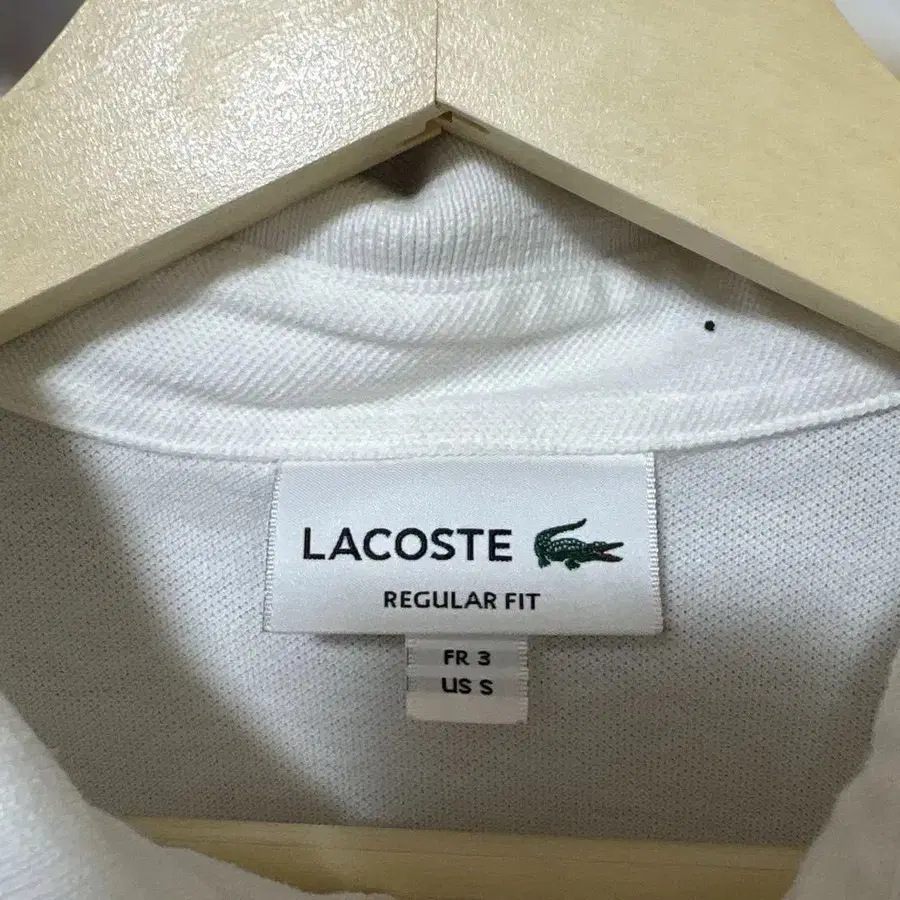 LACOSTE
REGULAR FIT
FR 3
US S